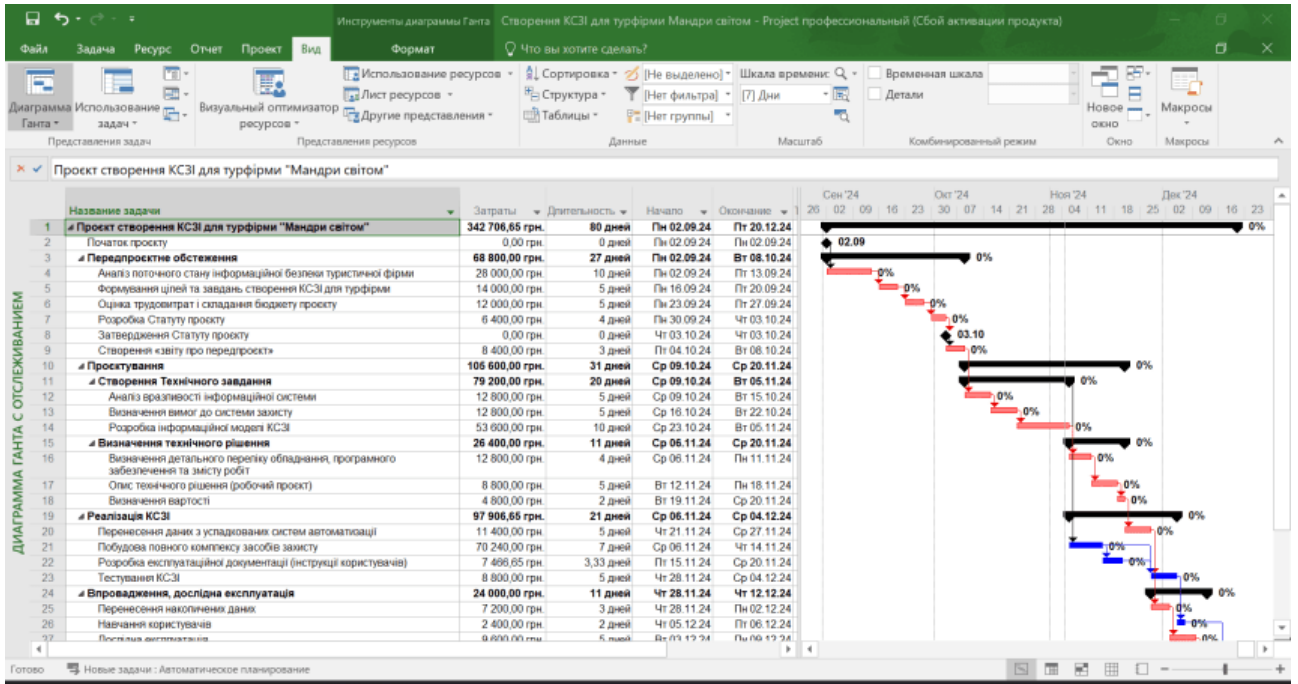 Инструменты диаграммы Ганта Створення КСЗІ для турфірми Мандри світом - Project профессиональный (Сбой активации продукта)
Файл Задача Ресурс Отчет Проект Вид Формат Что вы хотите сделать?
Диаграмма Ганта Использование задач Визуальный оптимизатор ресурсов
Использование ресурсов
Лист ресурсов
Другие представления
Сортировка
Структура
Таблицы
[Не выделено]
[Нет фильтра]
[Нет группы]
Шкала времени:
[7] Дни
Временная шкала
Детали
Новое окно
Макросы
Представления задач Представления ресурсов Данные Масштаб Комбинированный режим Окно Макросы
Проєкт створення КСЗІ для турфірми "Мандри світом"
Сен '24 Окт '24 Ноя '24 Дек '24
Название задачи Затраты Длительность Начало Окончание 26 02 09 16 23 30 07 14 21 28 04 11 18 25 02 09 16 23
1 Проєкт створення КСЗІ для турфірми "Мандри світом" 342 706,65 грн. 80 дней Пн 02.09.24 Пт 20.12.24 0%
2 Початок проєкту 0,00 грн. 0 дней Пн 02.09.24 Пн 02.09.24 02.09
3 Передпроєктне обстеження 68 800,00 грн. 27 дней Пн 02.09.24 Вт 08.10.24 0%
4 Аналіз поточного стану інформаційної безпеки туристичної фірми 28 000,00 грн. 10 дней Пн 02.09.24 Пт 13.09.24 0%
5 Формування цілей та завдань створення КСЗІ для турфірми 14 000,00 грн. 5 дней Пн 16.09.24 Пт 20.09.24 0%
6 Оцінка трудовитрат і складання бюджету проєкту 12 000,00 грн. 5 дней Пн 23.09.24 Пт 27.09.24 0%
7 Розробка Статуту проєкту 6 400,00 грн. 4 дней Пн 30.09.24 Чт 03.10.24 0%
8 Затвердження Статуту проєкту 0,00 грн. 0 дней Чт 03.10.24 Чт 03.10.24 03.10
9 Створення «звіту про передпроєкт» 8 400,00 грн. 3 дней Пт 04.10.24 Вт 08.10.24 0%
10 Проєктування 105 600,00 грн. 31 дней Ср 09.10.24 Ср 20.11.24 0%
11 Створення Технічного завдання 79 200,00 грн. 20 дней Ср 09.10.24 Вт 05.11.24 0%
12 Аналіз вразливості інформаційної системи 12 800,00 грн. 5 дней Ср 09.10.24 Вт 15.10.24 0%
13 Визначення вимог до системи захисту 12 800,00 грн. 5 дней Ср 16.10.24 Вт 22.10.24 0%
14 Розробка інформаційної моделі КСЗІ 53 600,00 грн. 10 дней Ср 23.10.24 Вт 05.11.24 0%
15 Визначення технічного рішення 26 400,00 грн. 11 дней Ср 06.11.24 Ср 20.11.24 0%
16 Визначення детального переліку обладнання, програмного 12 800,00 грн. 4 дней Ср 06.11.24 Пн 11.11.24 0%
забезпечення та змісту робіт
17 Опис технічного рішення (робочий проєкт) 8 800,00 грн. 5 дней Вт 12.11.24 Пн 18.11.24 0%
18 Визначення вартості 4 800,00 грн. 2 дней Вт 19.11.24 Ср 20.11.24 0%
19 Реалізація КСЗІ 97 906,65 грн. 21 дней Ср 06.11.24 Ср 04.12.24 0%
20 Перенесення даних з успадкованих систем автоматизації 11 400,00 грн. 5 дней Чт 21.11.24 Ср 27.11.24 0%
21 Побудова повного комплексу засобів захисту 70 240,00 грн. 7 дней Ср 06.11.24 Чт 14.11.24 0%
22 Розробка експлуатаційної документації (інструкції користувачів) 7 466,65 грн. 3,33 дней Пт 15.11.24 Ср 20.11.24 0%
23 Тестування КСЗІ 8 800,00 грн. 5 дней Чт 28.11.24 Ср 04.12.24 0%
24 Впровадження, дослідна експлуатація 24 000,00 грн. 11 дней Чт 28.11.24 Чт 12.12.24 0%
25 Перенесення накопичених даних 7 200,00 грн. 3 дней Чт 28.11.24 Пн 02.12.24 0%
26 Навчання користувачів 2 400,00 грн. 2 дней Чт 05.12.24 Пт 06.12.24 0%
27 Дослідна експлуатація 9 600,00 грн. 5 дней Вт 03.12.24 Пн 09.12.24 0%
ДИАГРАММА ГАНТА С ОТСЛЕЖИВАНИЕМ
Готово Новые задачи : Автоматическое планирование